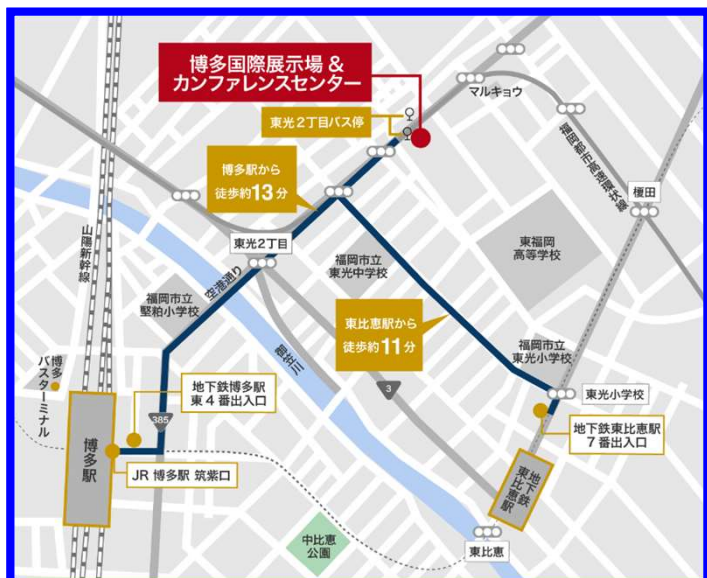 博多国際展示場 &
カンファレンスセンター
マルキョウ
東光2丁目バス停
福岡都市高速環状線
榎田
博多駅から
徒歩約13分
東福岡
高等学校
東光2丁目
福岡市立
東光中学校
山陽新幹線
空港通り
福岡市立
堅粕小学校
東比恵駅から
徒歩約11分
福岡市立
東光小学校
御笠川
博多
バスターミナル
地下鉄博多駅
東4番出入口
3
東光小学校
385
地下鉄東比恵駅
7番出入口
博多駅
JR 博多駅 筑紫口
地下鉄
東比恵駅
中比恵
公園
東比恵